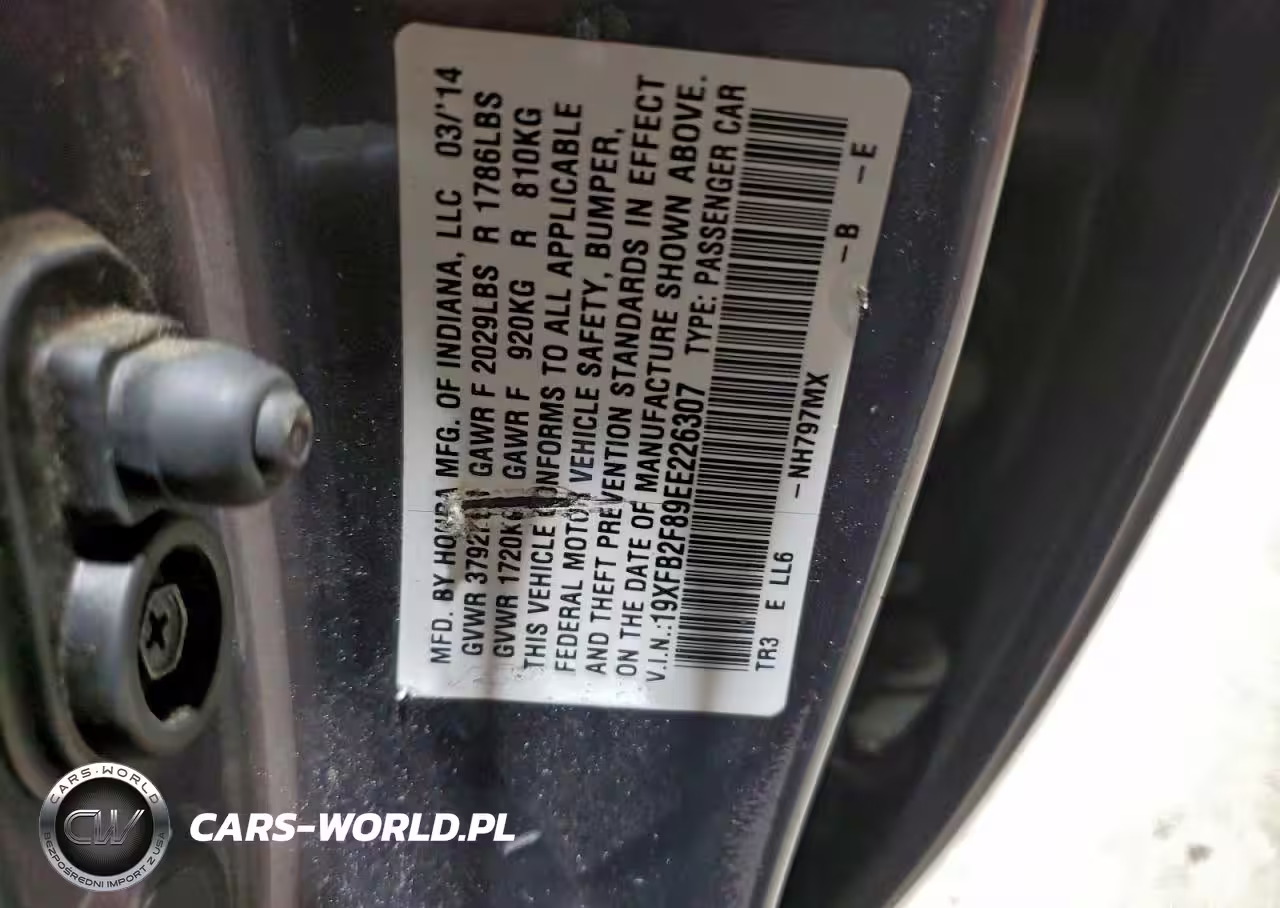 MFD. BY HONDA MFG. OF INDIANA, LLC 03/'14
GVWR 3792 GAWR F 2029LBS R 1786LBS
GVWR 1720KG GAWR F 920KG R 810KG
THIS VEHICLE CONFORMS TO ALL APPLICABLE
FEDERAL MOTOR VEHICLE SAFETY, BUMPER,
AND THEFT PREVENTION STANDARDS IN EFFECT
ON THE DATE OF MANUFACTURE SHOWN ABOVE.
V.I.N.:19XFB2F89EE226307 TYPE: PASSENGER CAR
TR3 E LL6 –NH797MX –B –E
CARS-WORLD
CW
BEZPOŚREDNI IMPORT Z USA
CARS-WORLD.PL